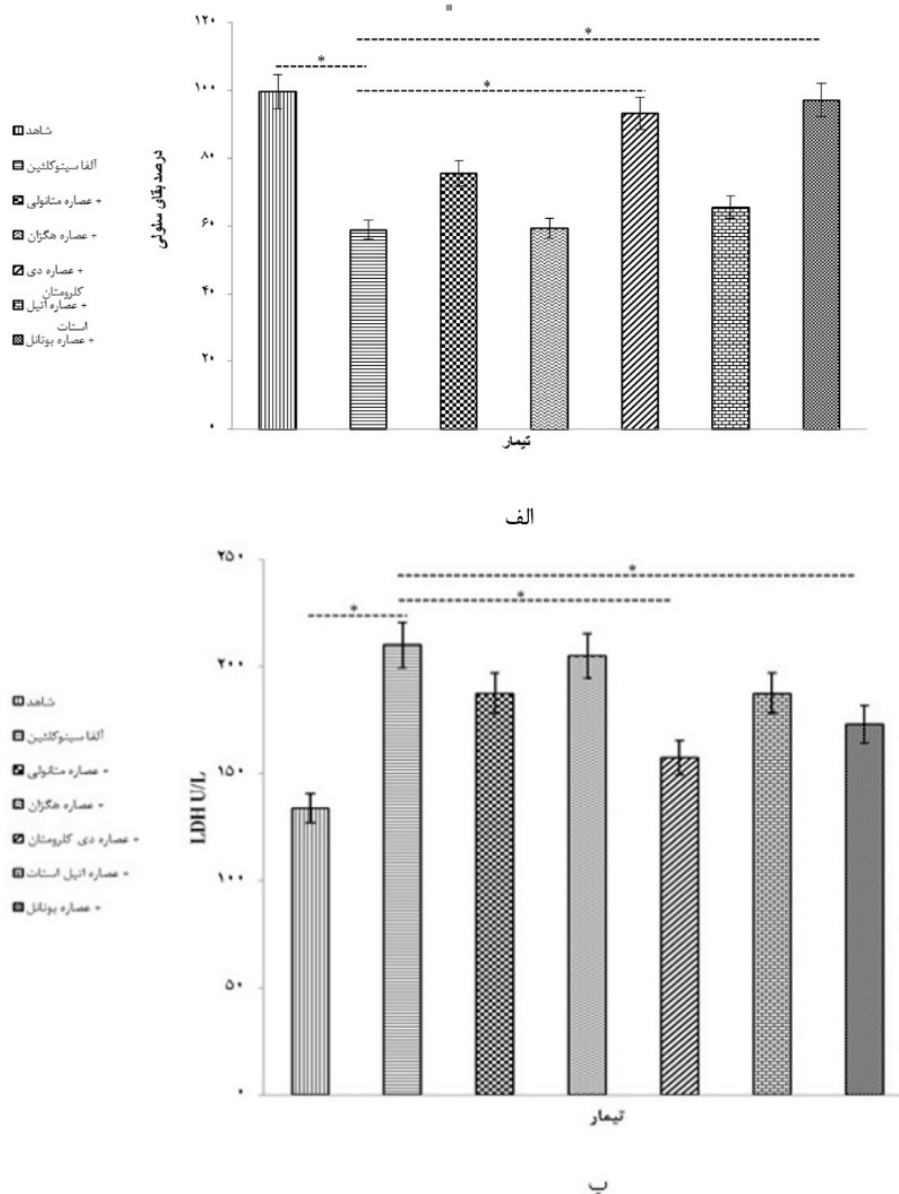 ۱۲۰
۱۰۰
۸۰
۶۰
۴۰
۲۰
۰
درصد بقای سلولی
*
*
*
تیمار
شاهد
آلفا سینوکلئین
+ عصاره متانولی
+ عصاره هگزان
+ عصاره دی
کلرومتان
+ عصاره اتیل
استات
+ عصاره بوتانل
الف
۲۵۰
۲۰۰
۱۵۰
۱۰۰
۵۰
۰
LDH U/L
*
*
*
تیمار
شاهد
آلفا سینوکلئین
+ عصاره متانولی
+ عصاره هگزان
+ عصاره دی کلرومتان
+ عصاره اتیل استات
+ عصاره بوتانل
ب